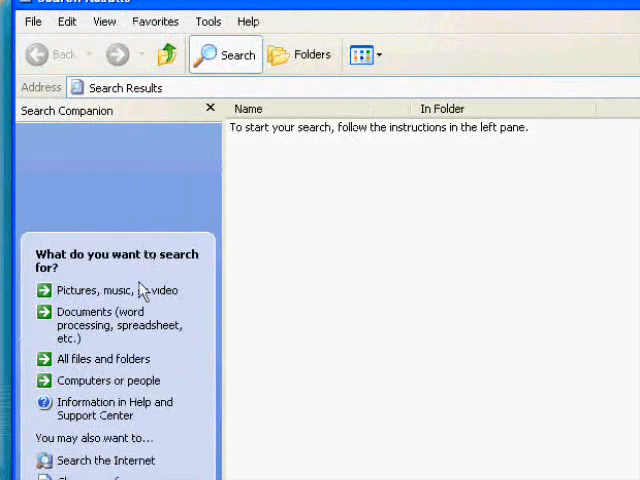 File Edit View Favorites Tools Help
Back Search Folders
Address Search Results
Search Companion
Name In Folder
To start your search, follow the instructions in the left pane.
What do you want to search
for?
Pictures, music, video
Documents (word
processing, spreadsheet,
etc.)
All files and folders
Computers or people
Information in Help and
Support Center
You may also want to...
Search the Internet